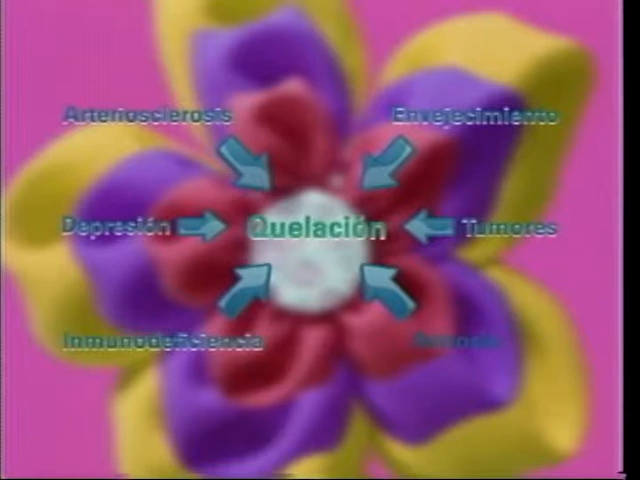 Arteriosclerosis
Envejecimiento
Depresión
Quelación
Tumores
Inmunodeficiencia